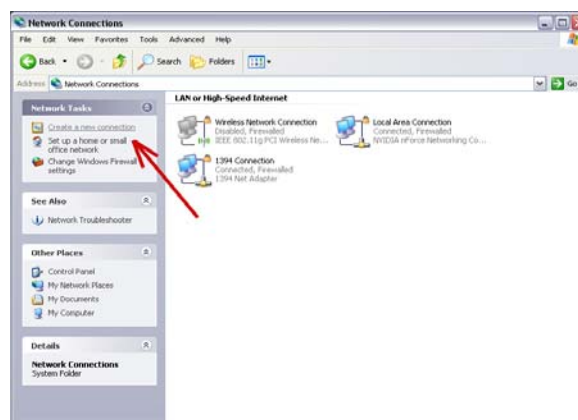 Network Connections
File Edit View Favorites Tools Advanced Help
Back Search Folders
Address Network Connections Go
Network Tasks
Create a new connection
Set up a home or small
office network
Change Windows Firewall
settings
See Also
Network Troubleshooter
Other Places
Control Panel
My Network Places
My Documents
My Computer
Details
Network Connections
System Folder
LAN or High-Speed Internet
Wireless Network Connection
Disabled, Firewalled
IEEE 802.11g PCI Wireless Ne...
Local Area Connection
Connected, Firewalled
NVIDIA nForce Networking Co...
1394 Connection
Connected, Firewalled
1394 Net Adapter